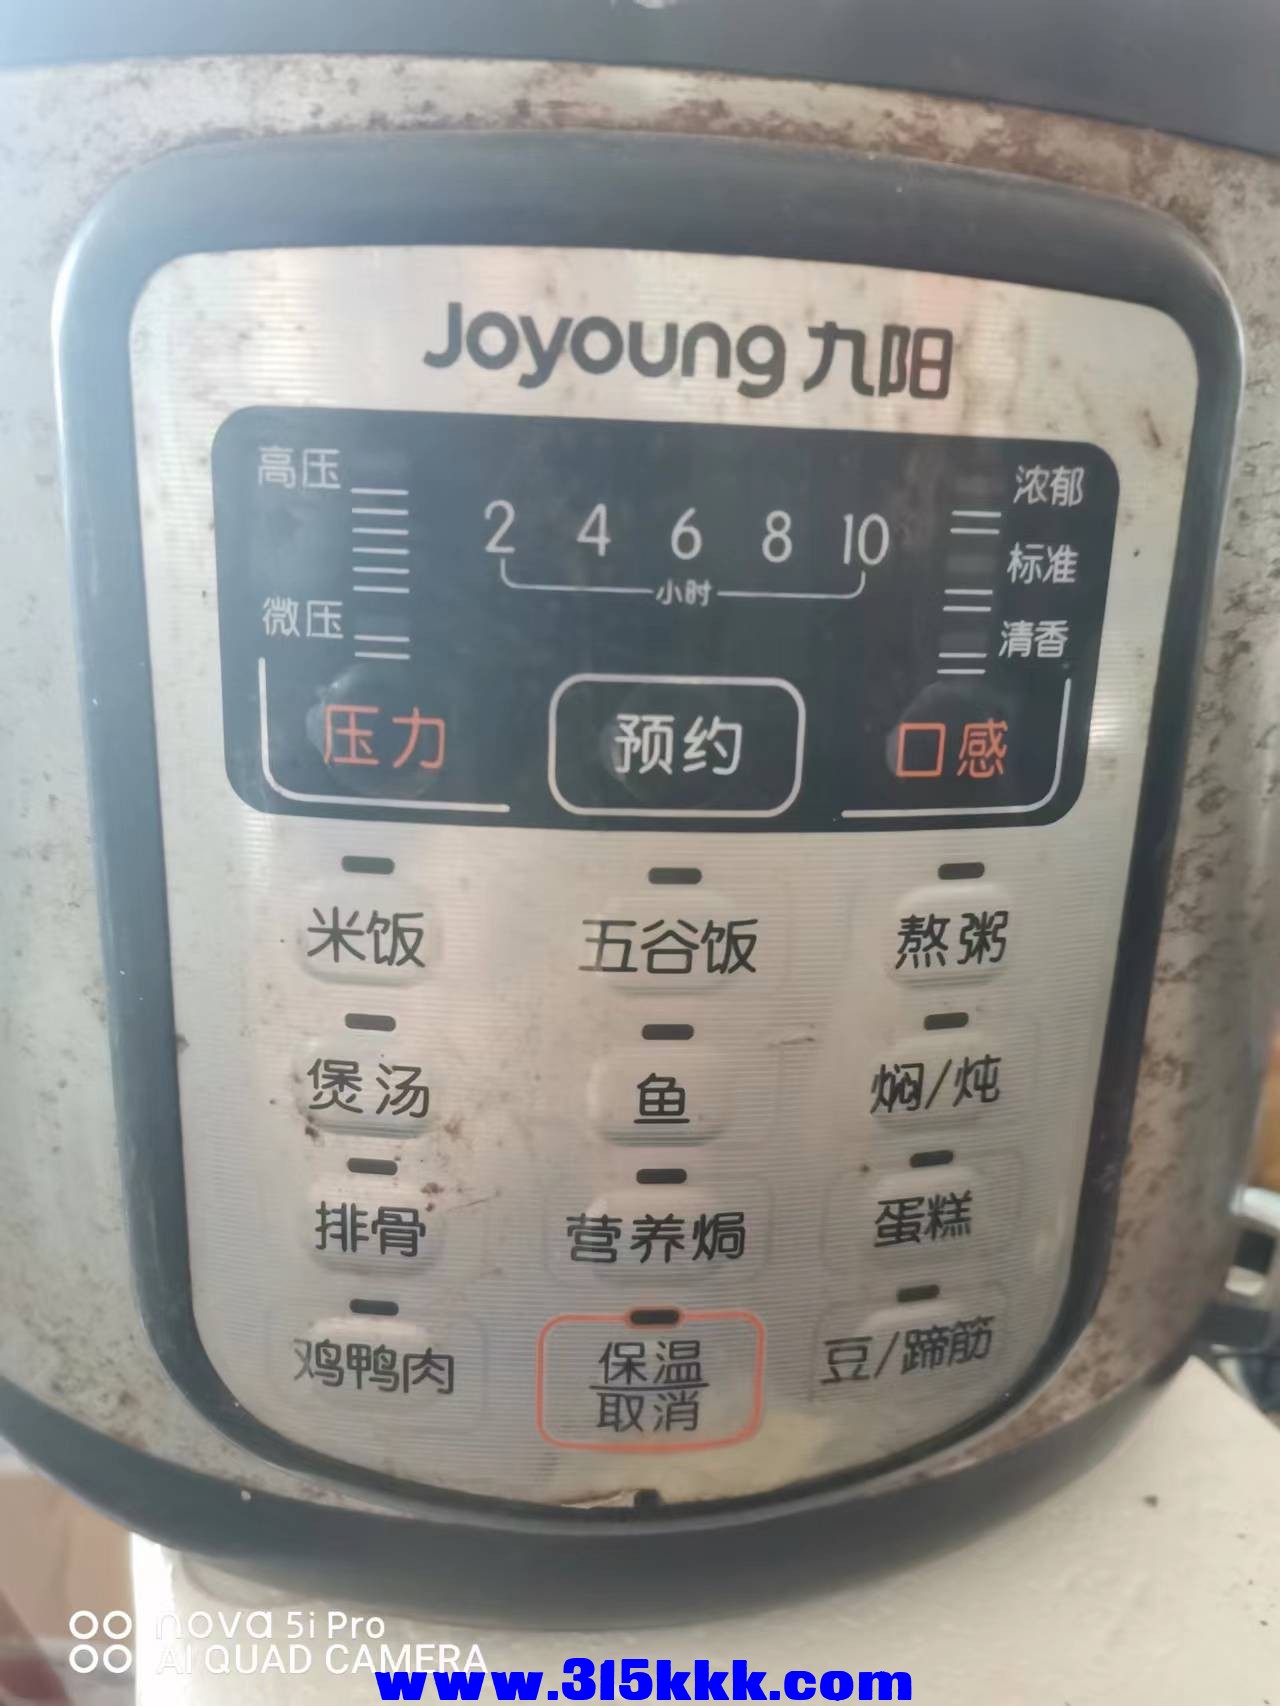 Joyoung 九阳
高压
浓郁
2 4 6 8 10
小时
标准
微压
清香
压力
预约
口感
米饭
五谷饭
熬粥
煲汤
鱼
焖/炖
排骨
营养焗
蛋糕
鸡鸭肉
保温
取消
豆/蹄筋
nova 5i Pro
AI QUAD CAMERA
www.315kkk.com